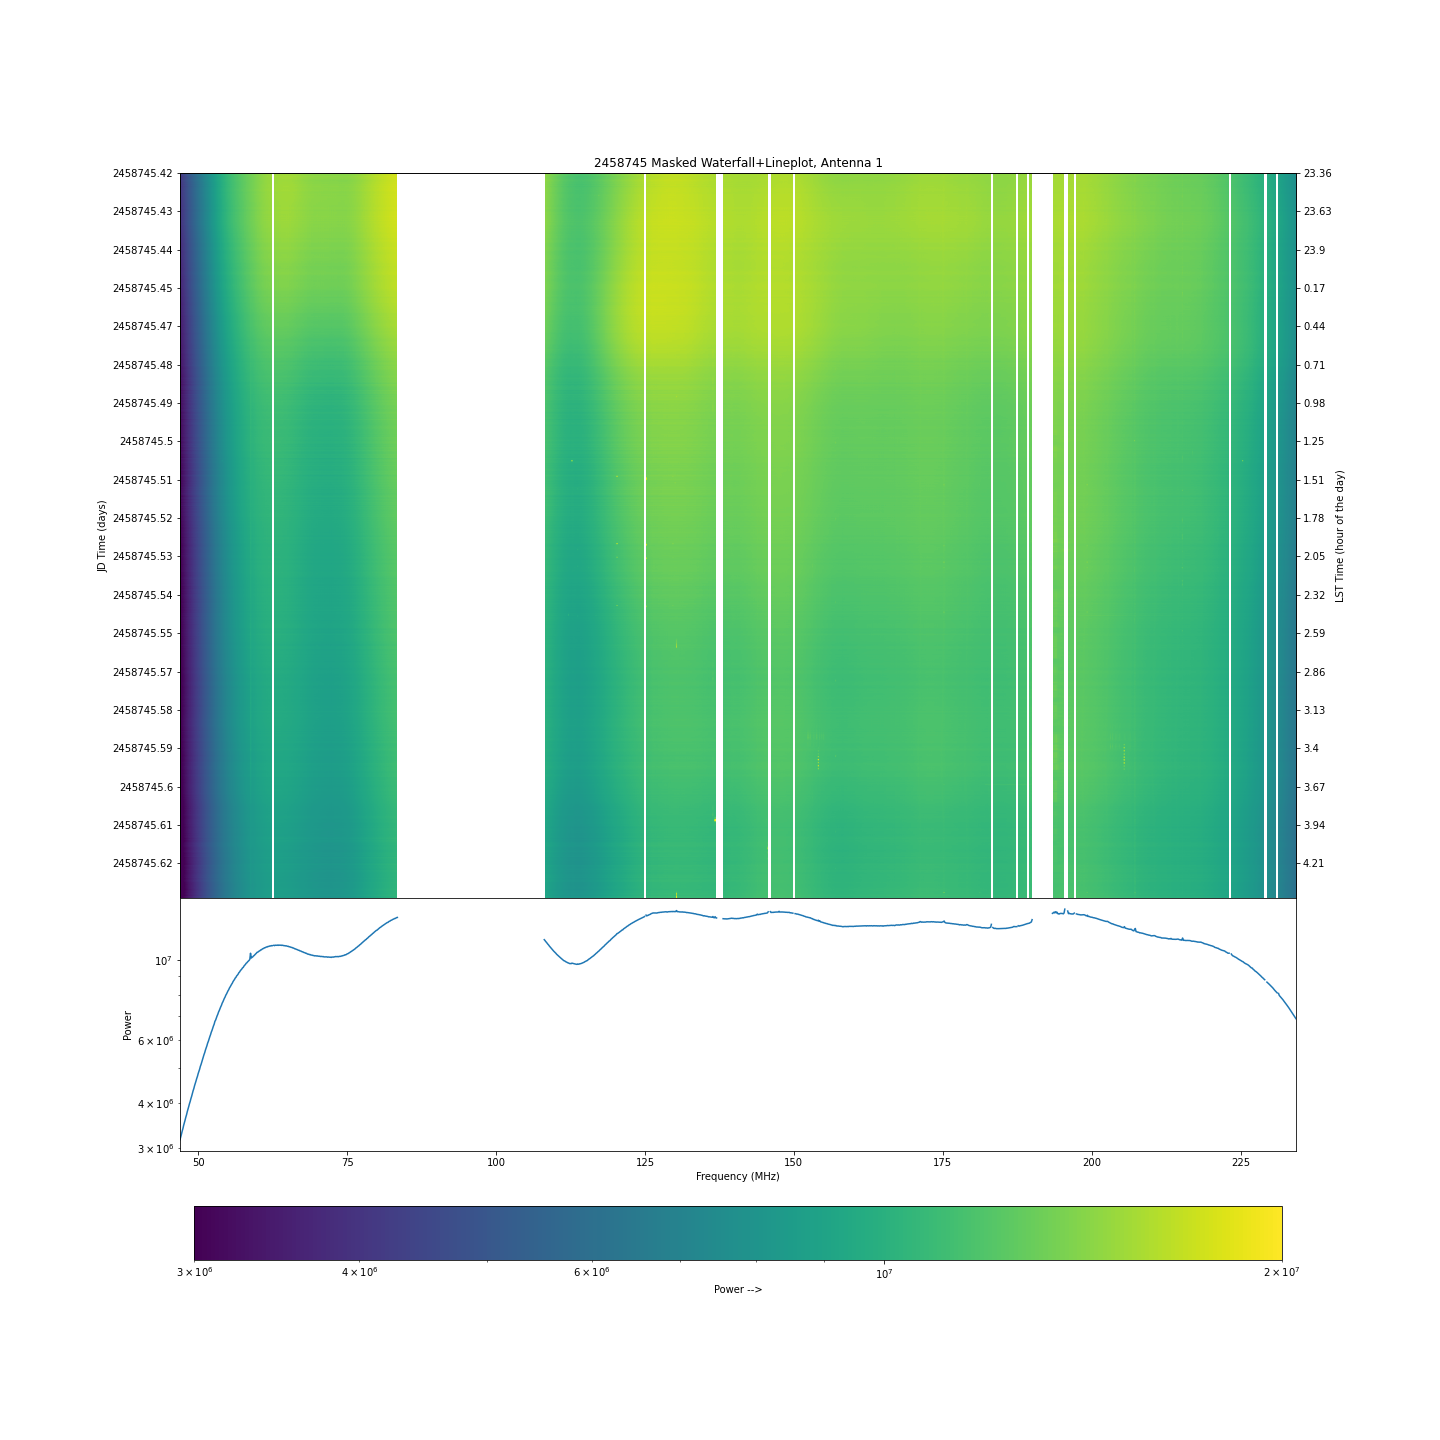 2458745 Masked Waterfall+Lineplot, Antenna 1
2458745.42 23.36
2458745.43 23.63
2458745.44 23.9
2458745.45 0.17
2458745.47 0.44
2458745.48 0.71
2458745.49 0.98
2458745.5 1.25
2458745.51 1.51
2458745.52 1.78
2458745.53 2.05
2458745.54 2.32
2458745.55 2.59
2458745.57 2.86
2458745.58 3.13
2458745.59 3.4
2458745.6 3.67
2458745.61 3.94
2458745.62 4.21
JD Time (days)
LST Time (hour of the day)
10⁷
6 × 10⁶
4 × 10⁶
3 × 10⁶
Power
50 75 100 125 150 175 200 225
Frequency (MHz)
3 × 10⁶ 4 × 10⁶ 6 × 10⁶ 10⁷ 2 × 10⁷
Power -->